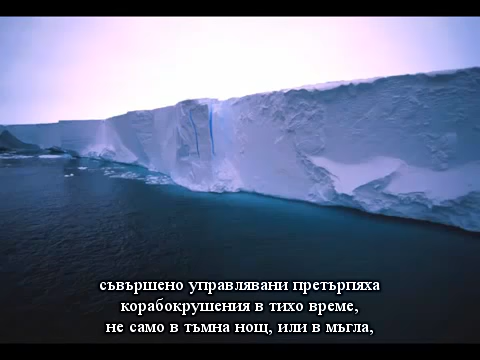 съвършено управлявани претърпяха
корабокрушения в тихо време,
не само в тъмна нощ, или в мъгла,